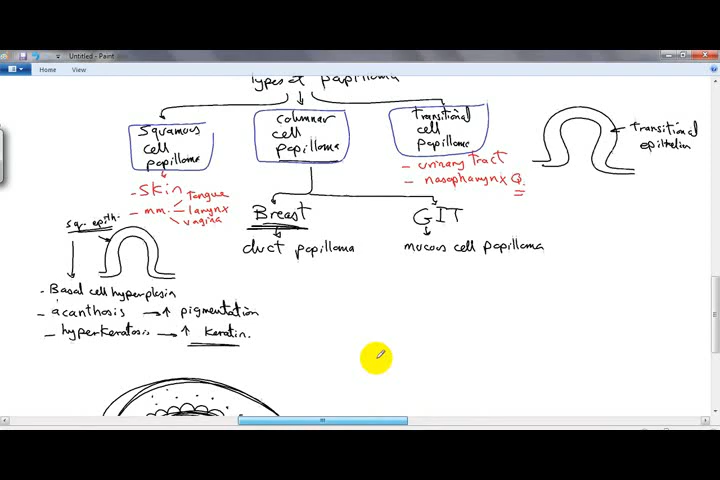 Untitled - Paint
Home View
Types of papilloma
Squamous cell papilloma
Columnar cell papilloma
Transitional cell papilloma
Transitional epithelium
- urinary tract
- nasopharynx Q
- Skin
- m.m. tongue
larynx
vagina
Breast
GIT
sq. epith.
duct papilloma
mucous cell papilloma
- Basal cell hyperplasia
- acanthosis → ↑ pigmentation
- hyperkeratosis → ↑ keratin.